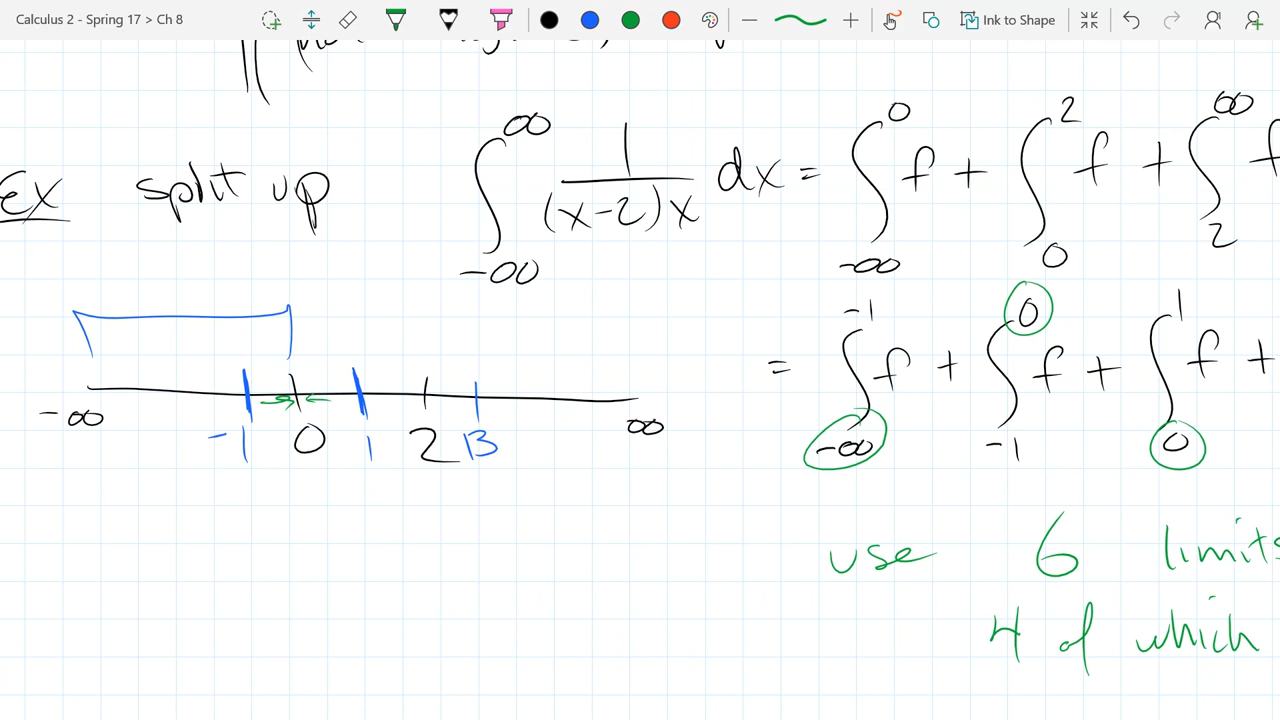 Calculus 2 - Spring 17 > Ch 8
Ink to Shape
Ex split up ∫_{-∞}^{∞} 1/((x-2)x) dx = ∫_{-∞}^{0} f + ∫_{0}^{2} f + ∫_{2}^{∞} f
= ∫_{-∞}^{-1} f + ∫_{-1}^{0} f + ∫_{0}^{1} f +
-∞ -1 0 1 2 13 ∞
use 6 limits
4 of which